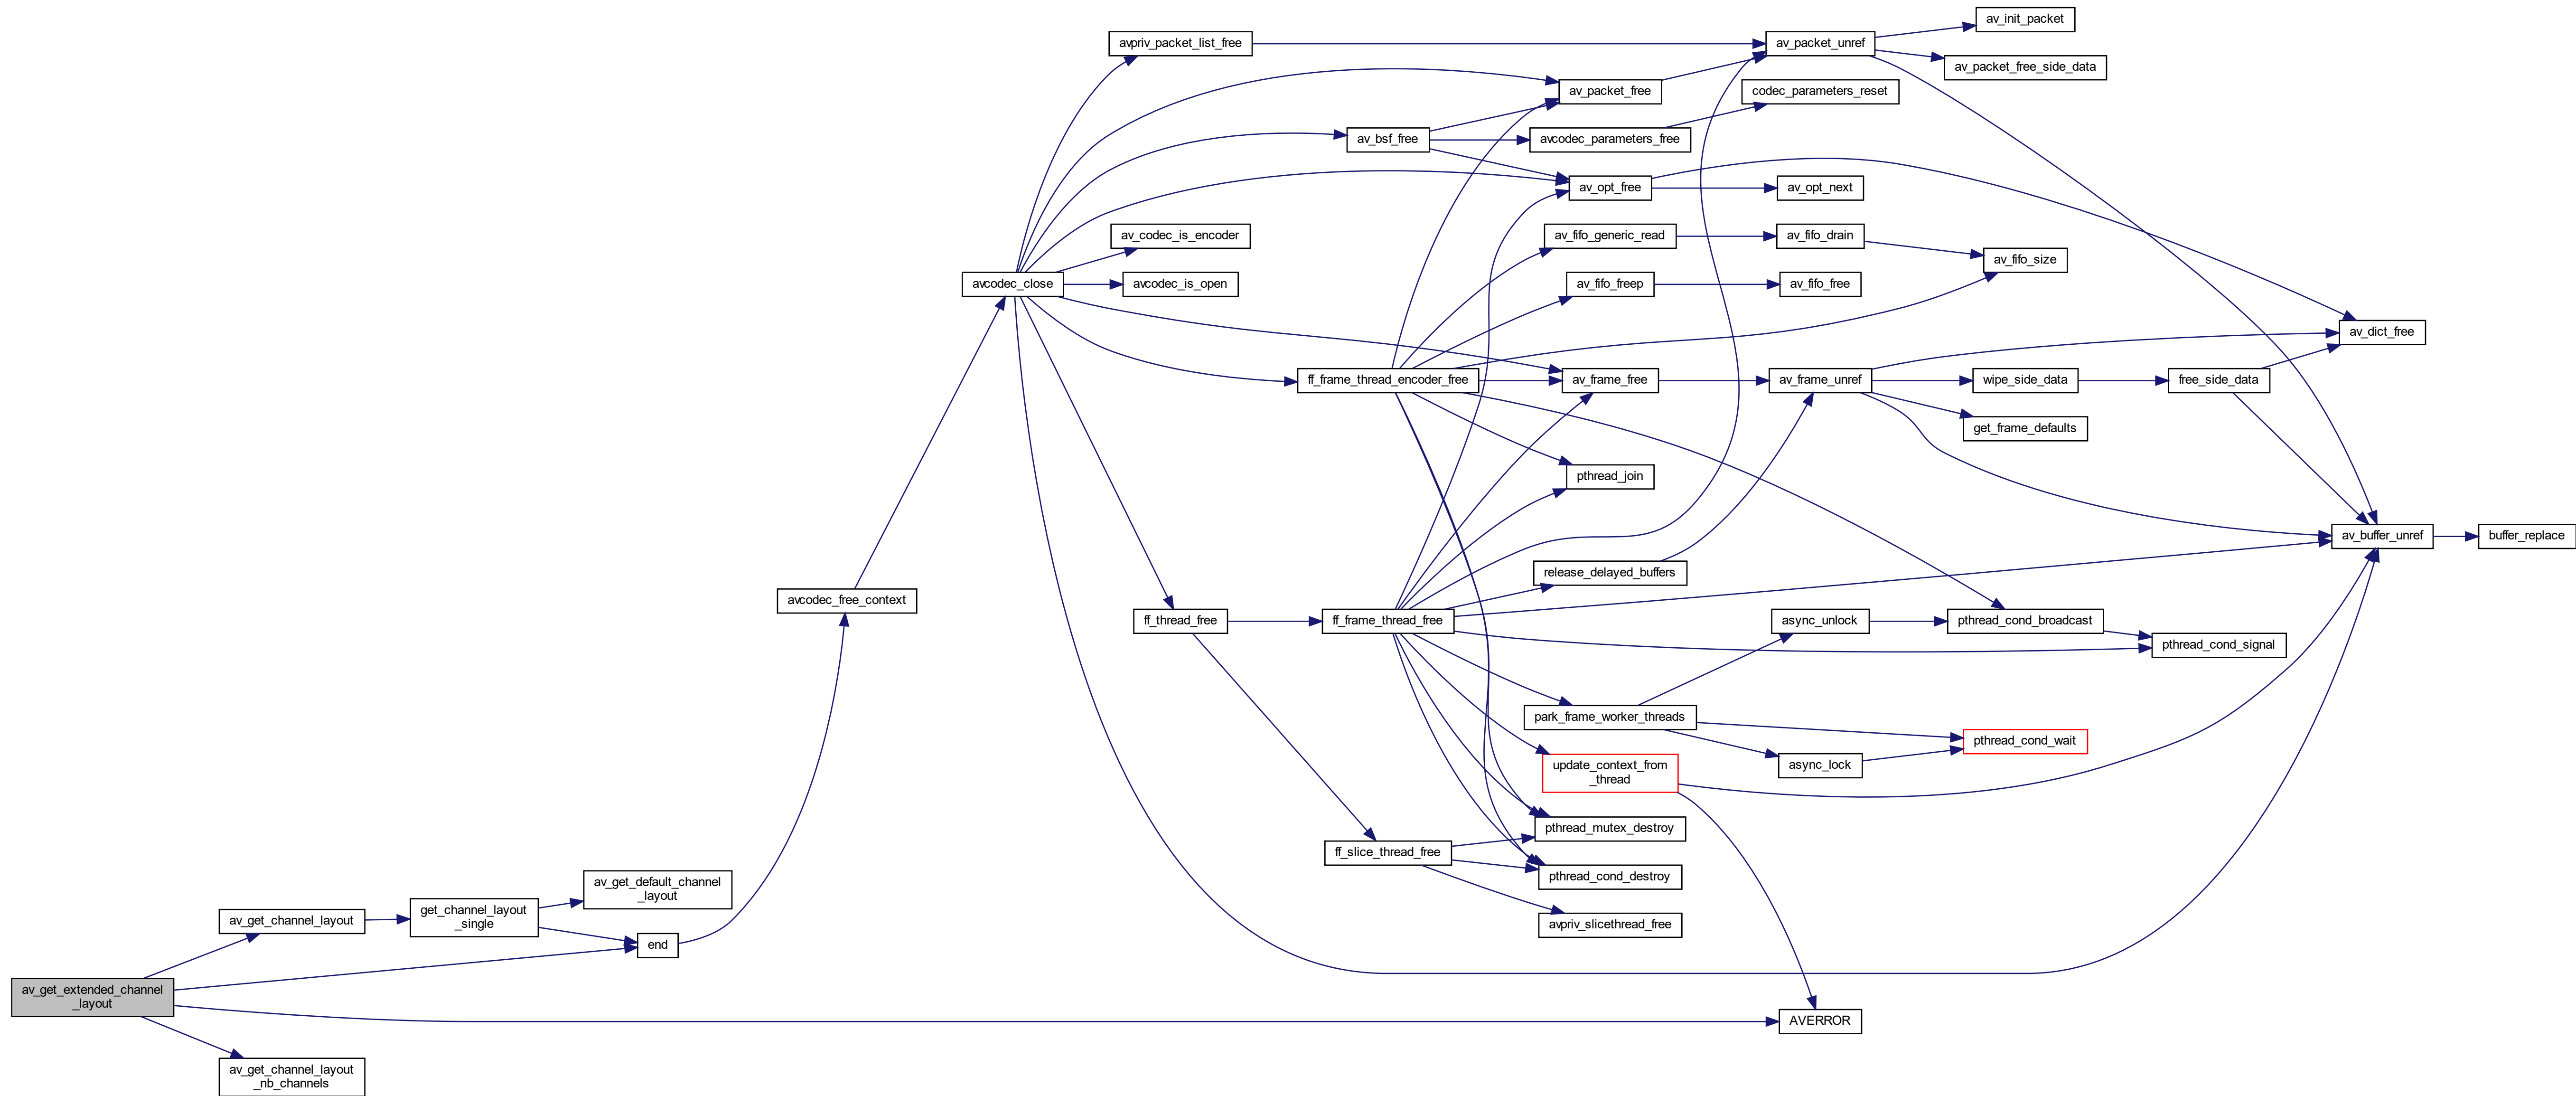 av_init_packet
avpriv_packet_list_free
av_packet_unref
av_packet_free_side_data
av_packet_free
codec_parameters_reset
av_bsf_free
avcodec_parameters_free
av_opt_free
av_opt_next
av_codec_is_encoder
av_fifo_generic_read
av_fifo_drain
av_fifo_size
avcodec_close
avcodec_is_open
av_fifo_freep
av_fifo_free
av_dict_free
ff_frame_thread_encoder_free
av_frame_free
av_frame_unref
wipe_side_data
free_side_data
get_frame_defaults
pthread_join
av_buffer_unref
buffer_replace
release_delayed_buffers
avcodec_free_context
ff_thread_free
ff_frame_thread_free
async_unlock
pthread_cond_broadcast
pthread_cond_signal
park_frame_worker_threads
pthread_cond_wait
async_lock
update_context_from
_thread
pthread_mutex_destroy
ff_slice_thread_free
pthread_cond_destroy
av_get_default_channel
_layout
av_get_channel_layout
get_channel_layout
_single
avpriv_slicethread_free
end
av_get_extended_channel
_layout
AVERROR
av_get_channel_layout
_nb_channels